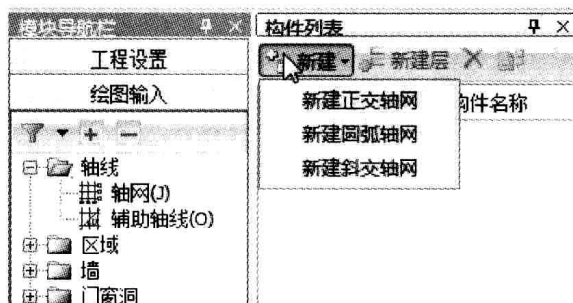 模块导航栏
工程设置
绘图输入
轴线
轴网(J)
辅助轴线(O)
区域
墙
门窗洞
构件列表
新建 新建层
构件名称
新建正交轴网
新建圆弧轴网
新建斜交轴网